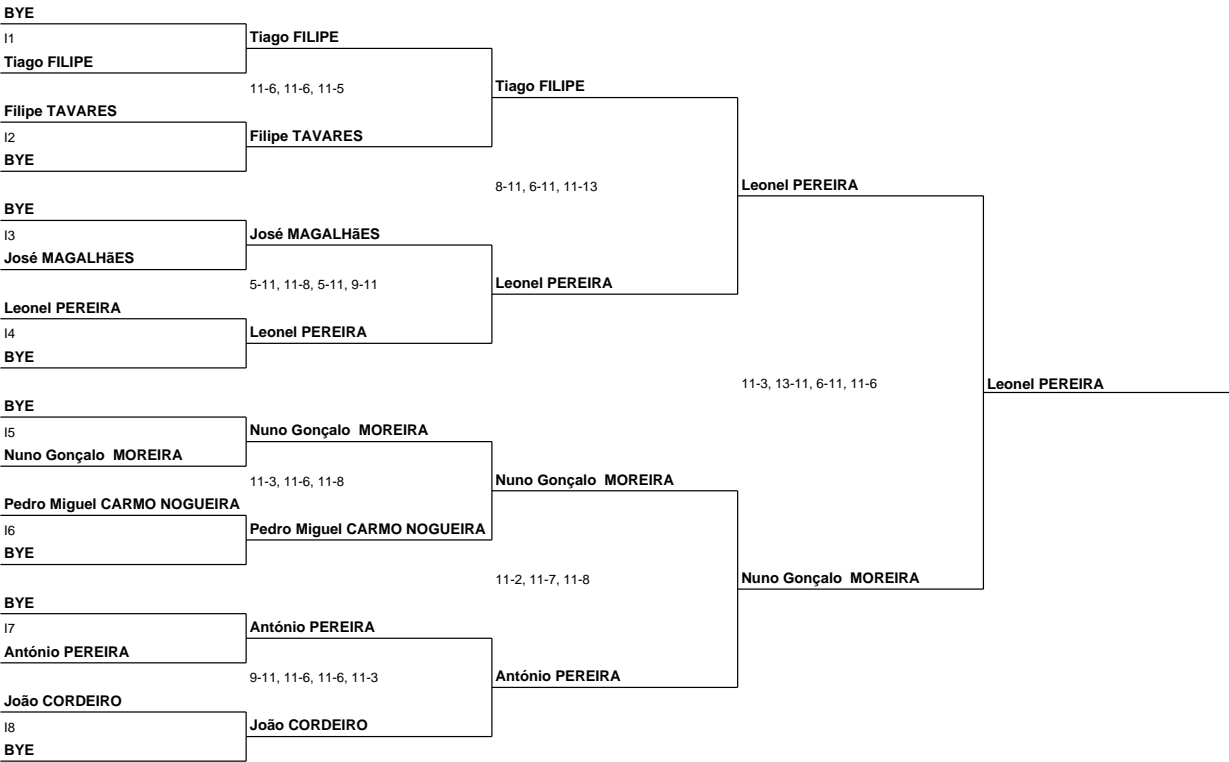 BYE
I1
Tiago FILIPE
Tiago FILIPE
11-6, 11-6, 11-5
Tiago FILIPE
Filipe TAVARES
I2
Filipe TAVARES
BYE
8-11, 6-11, 11-13
Leonel PEREIRA
BYE
I3
José MAGALHãES
José MAGALHãES
5-11, 11-8, 5-11, 9-11
Leonel PEREIRA
Leonel PEREIRA
I4
Leonel PEREIRA
BYE
11-3, 13-11, 6-11, 11-6
Leonel PEREIRA
BYE
I5
Nuno Gonçalo  MOREIRA
Nuno Gonçalo  MOREIRA
11-3, 11-6, 11-8
Nuno Gonçalo  MOREIRA
Pedro Miguel CARMO NOGUEIRA
I6
Pedro Miguel CARMO NOGUEIRA
BYE
11-2, 11-7, 11-8
Nuno Gonçalo  MOREIRA
BYE
I7
António PEREIRA
António PEREIRA
9-11, 11-6, 11-6, 11-3
António PEREIRA
João CORDEIRO
I8
João CORDEIRO
BYE